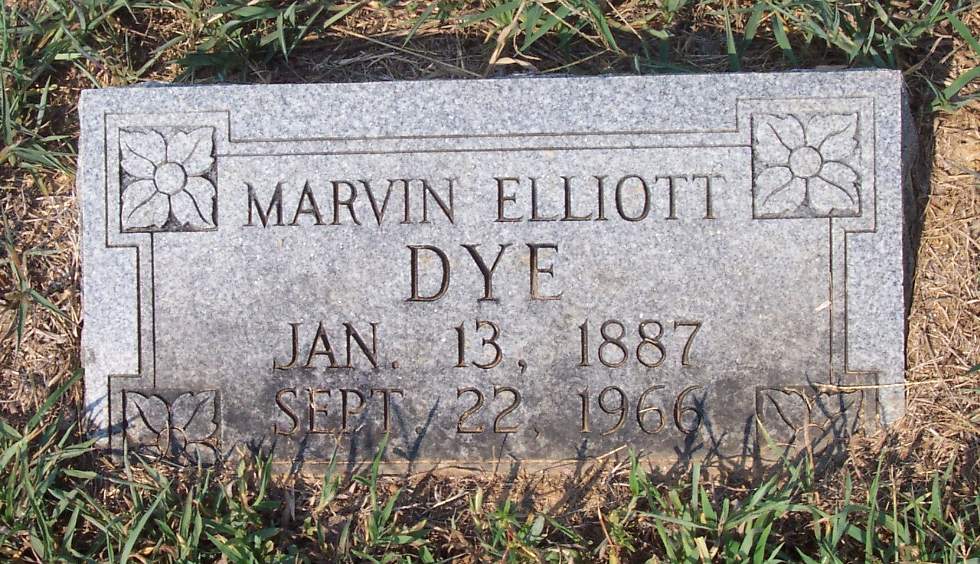 MARVIN ELLIOTT
DYE
JAN. 13, 1887
SEPT. 22, 1966